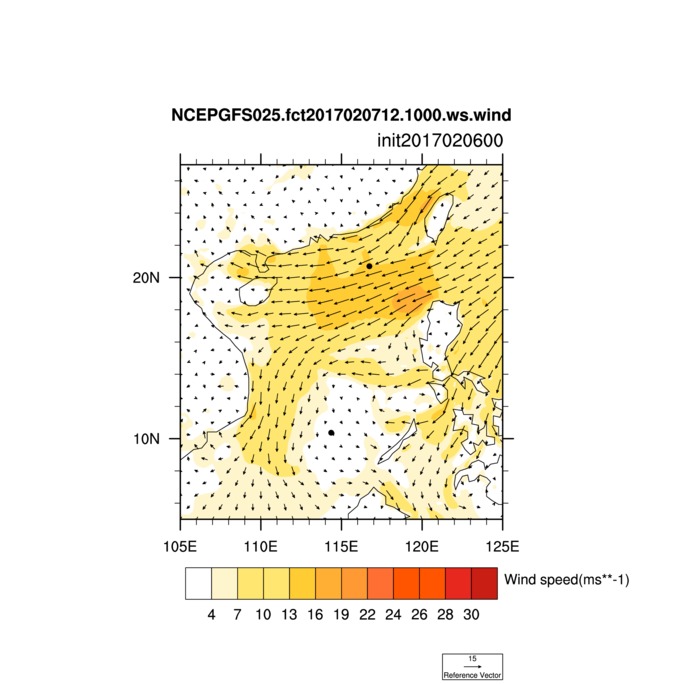 NCEPGFS025.fct2017020712.1000.ws.wind
init2017020600
20N
10N
105E 110E 115E 120E 125E
Wind speed(ms**-1)
4 7 10 13 16 19 22 24 26 28 30
15
Reference Vector